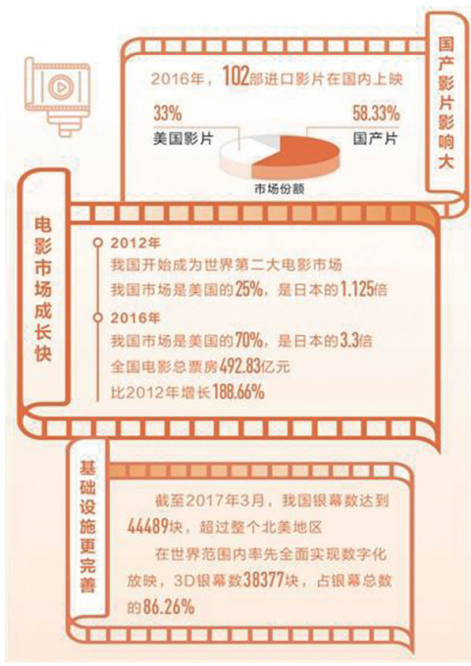 国产影片影响大
2016年，102部进口影片在国内上映
33%
美国影片
58.33%
国产片
市场份额
电影市场成长快
2012年
我国开始成为世界第二大电影市场
我国市场是美国的25%，是日本的1.125倍
2016年
我国市场是美国的70%，是日本的3.3倍
全国电影总票房492.83亿元
比2012年增长188.66%
基础设施更完善
截至2017年3月，我国银幕数达到
44489块，超过整个北美地区
在世界范围内率先全面实现数字化
放映，3D银幕数38377块，占银幕总数
的86.26%